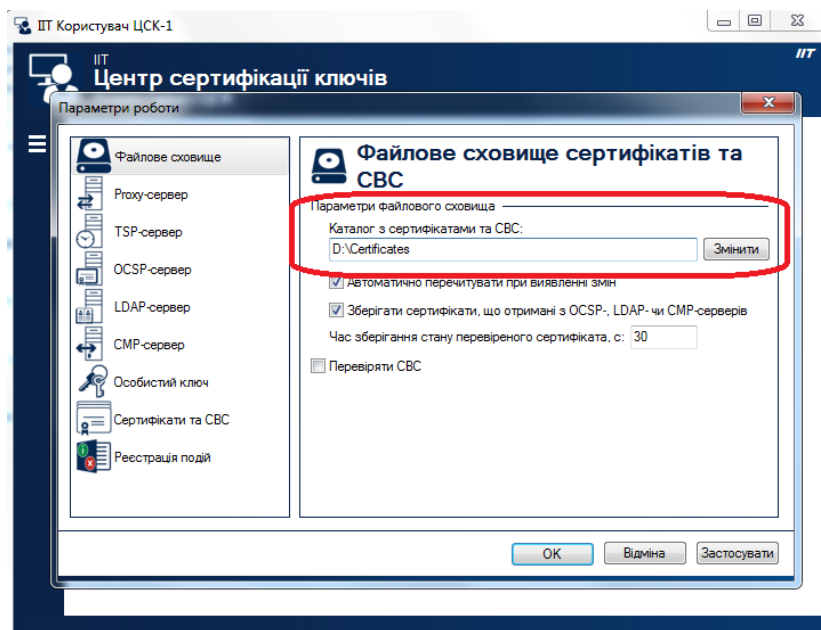 ІІТ Користувач ЦСК-1
ІІТ
ІІТ
Центр сертифікації ключів
Параметри роботи
Файлове сховище
Proxy-сервер
TSP-сервер
OCSP-сервер
LDAP-сервер
CMP-сервер
Особистий ключ
Сертифікати та СВС
Реєстрація подій
Файлове сховище сертифікатів та
СВС
Параметри файлового сховища
Каталог з сертифікатами та СВС:
D:\Certificates
Змінити
Автоматично перечитувати при виявленні змін
Зберігати сертифікати, що отримані з OCSP-, LDAP- чи CMP-серверів
Час зберігання стану перевіреного сертифіката, с: 30
Перевіряти СВС
OK
Відміна
Застосувати